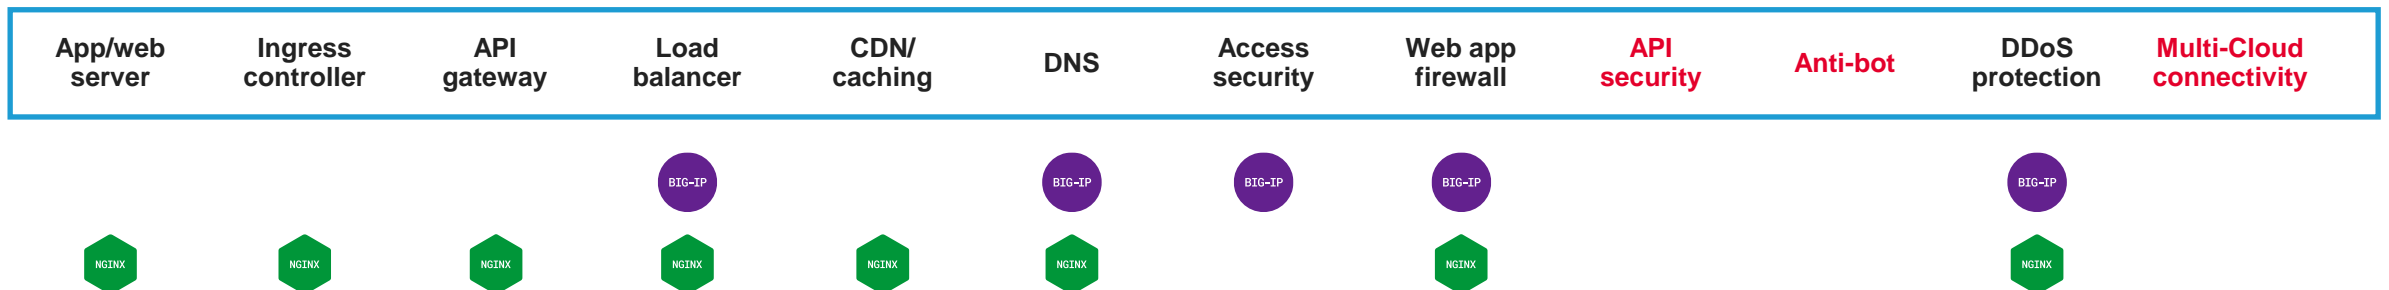 App/web
server
Ingress
controller
API
gateway
Load
balancer
CDN/
caching
DNS
Access
security
Web app
firewall
API
security
Anti-bot
DDoS
protection
Multi-Cloud
connectivity
BIG-IP
BIG-IP
BIG-IP
BIG-IP
BIG-IP
NGINX
NGINX
NGINX
NGINX
NGINX
NGINX
NGINX
NGINX